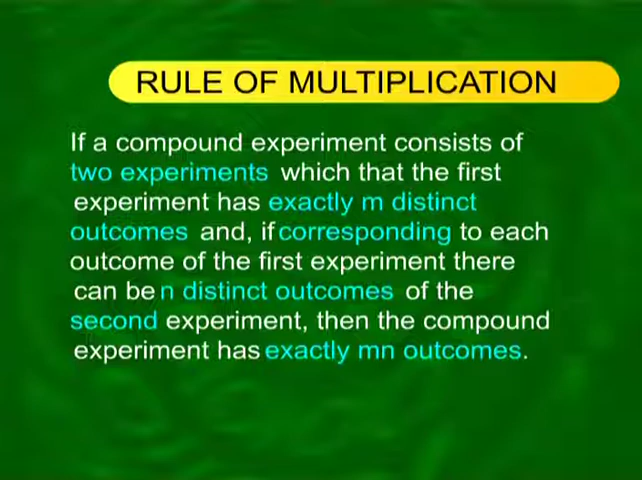 RULE OF MULTIPLICATION
If a compound experiment consists of
two experiments which that the first
experiment has exactly m distinct
outcomes and, if corresponding to each
outcome of the first experiment there
can be n distinct outcomes of the
second experiment, then the compound
experiment has exactly mn outcomes.